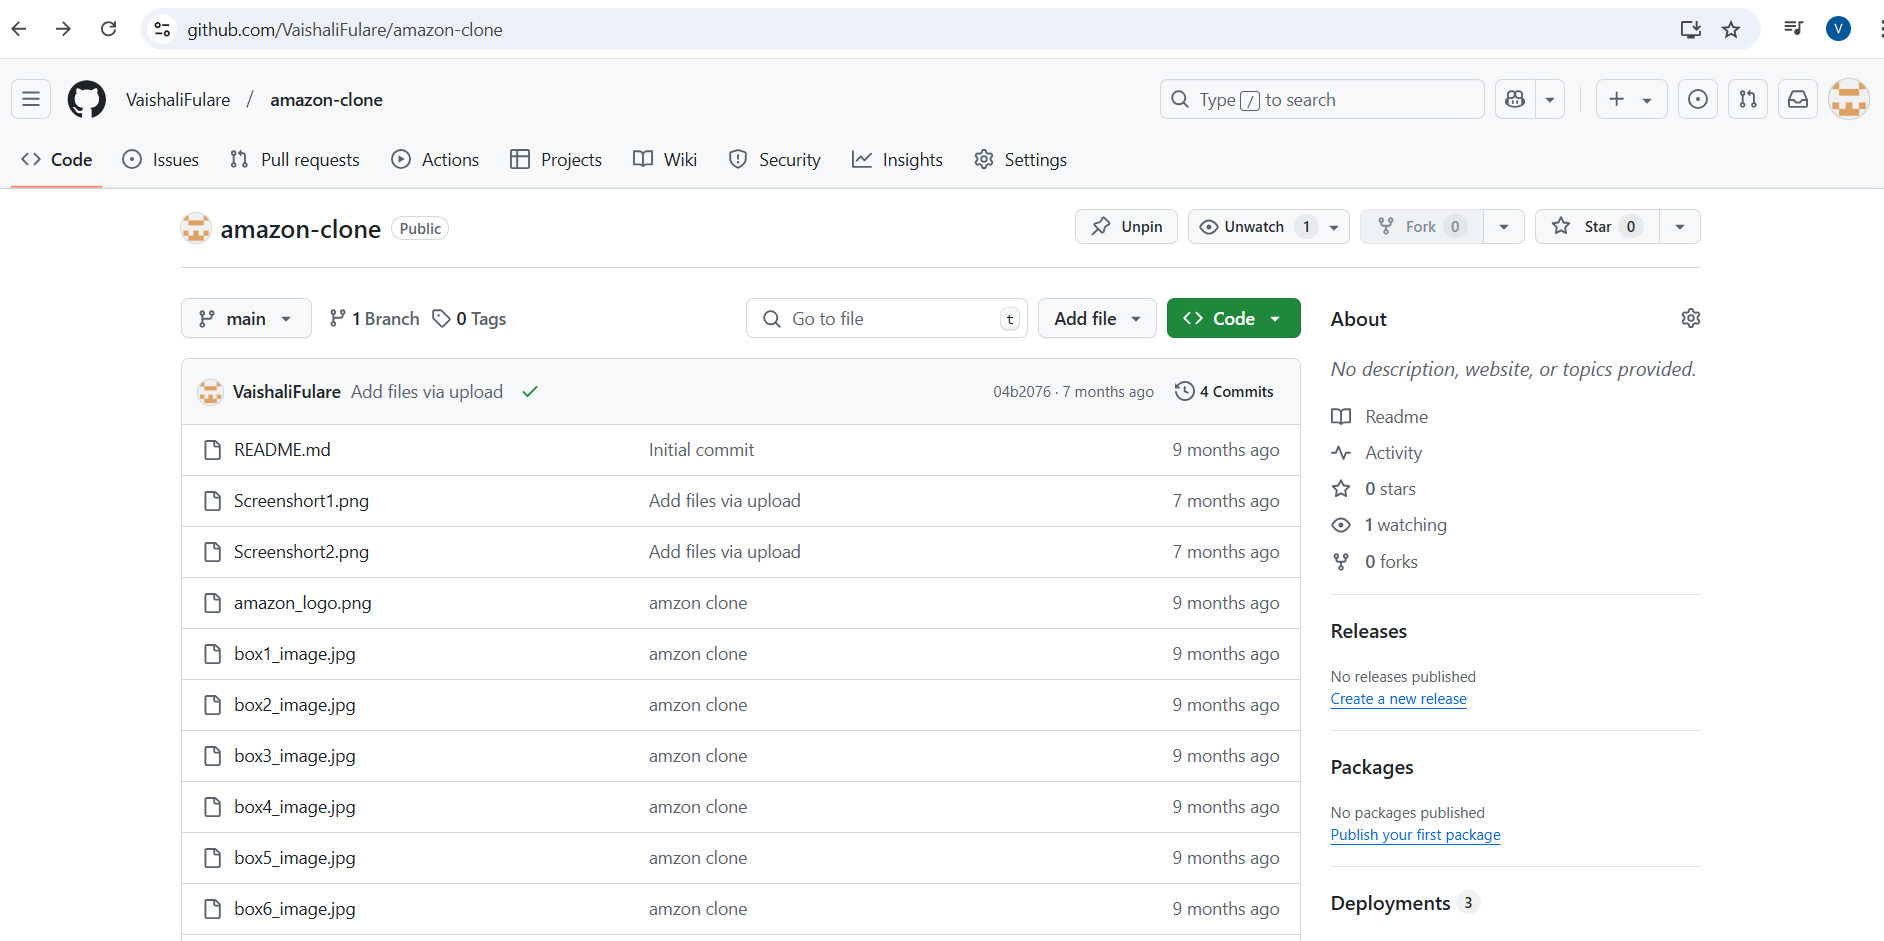 github.com/VaishaliFulare/amazon-clone
V
VaishaliFulare / amazon-clone
Type / to search
Code Issues Pull requests Actions Projects Wiki Security Insights Settings
amazon-clone Public
Unpin Unwatch 1 Fork 0 Star 0
main 1 Branch 0 Tags
Go to file t Add file Code
VaishaliFulare Add files via upload 04b2076 · 7 months ago 4 Commits
README.md Initial commit 9 months ago
Screenshort1.png Add files via upload 7 months ago
Screenshort2.png Add files via upload 7 months ago
amazon_logo.png amzon clone 9 months ago
box1_image.jpg amzon clone 9 months ago
box2_image.jpg amzon clone 9 months ago
box3_image.jpg amzon clone 9 months ago
box4_image.jpg amzon clone 9 months ago
box5_image.jpg amzon clone 9 months ago
box6_image.jpg amzon clone 9 months ago
About
No description, website, or topics provided.
Readme
Activity
0 stars
1 watching
0 forks
Releases
No releases published
Create a new release
Packages
No packages published
Publish your first package
Deployments 3